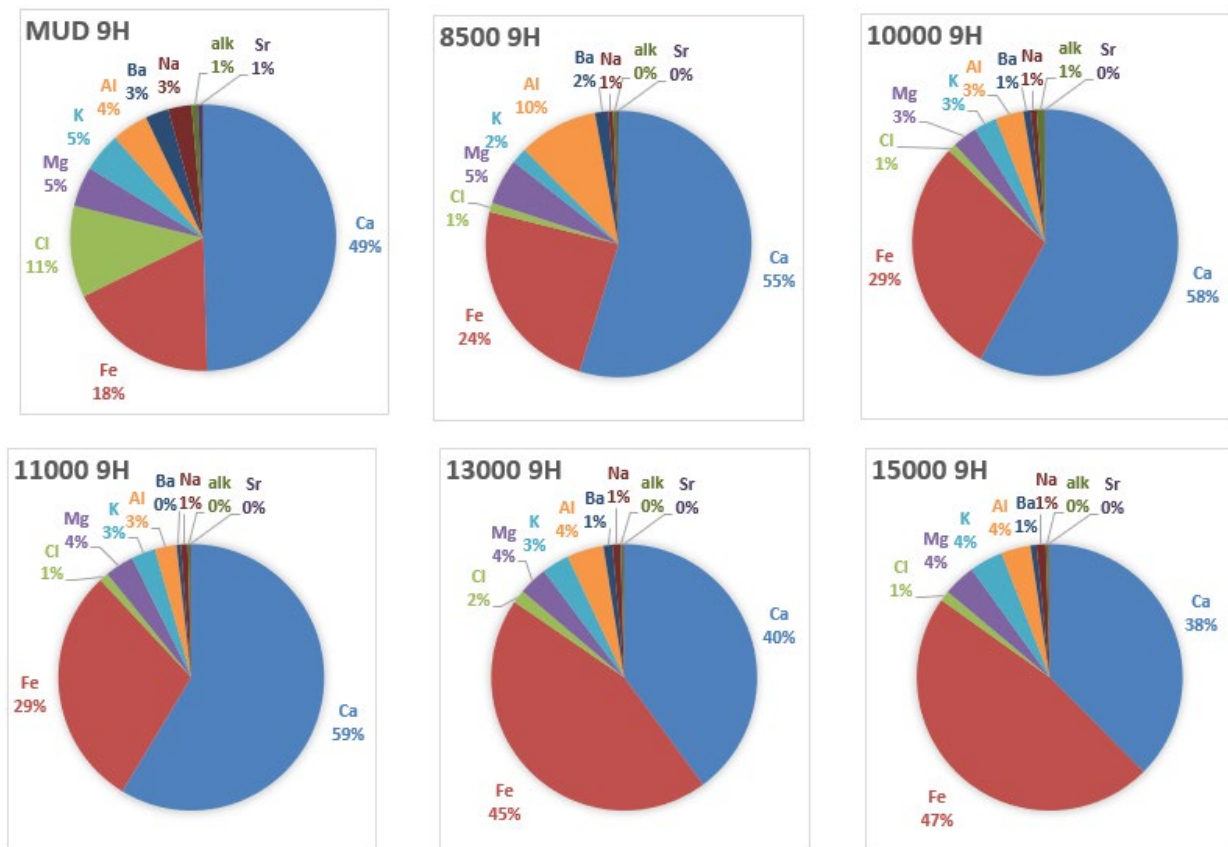 MUD 9H
alk
1%
Sr
1%
Na
3%
Ba
3%
Al
4%
K
5%
Mg
5%
Cl
11%
Fe
18%
Ca
49%
8500 9H
alk
0%
Sr
0%
Na
1%
Ba
2%
Al
10%
K
2%
Mg
5%
Cl
1%
Fe
24%
Ca
55%
10000 9H
alk
1%
Sr
0%
Na
1%
Ba
1%
Al
3%
K
3%
Mg
3%
Cl
1%
Fe
29%
Ca
58%
11000 9H
Ba
0%
Na
1%
alk
0%
Sr
0%
Al
3%
K
3%
Mg
4%
Cl
1%
Fe
29%
Ca
59%
13000 9H
Na
1%
alk
0%
Sr
0%
Ba
1%
Al
4%
K
3%
Mg
4%
Cl
2%
Fe
45%
Ca
40%
15000 9H
Na
1%
alk
0%
Sr
0%
Ba
1%
Al
4%
K
4%
Mg
4%
Cl
1%
Fe
47%
Ca
38%